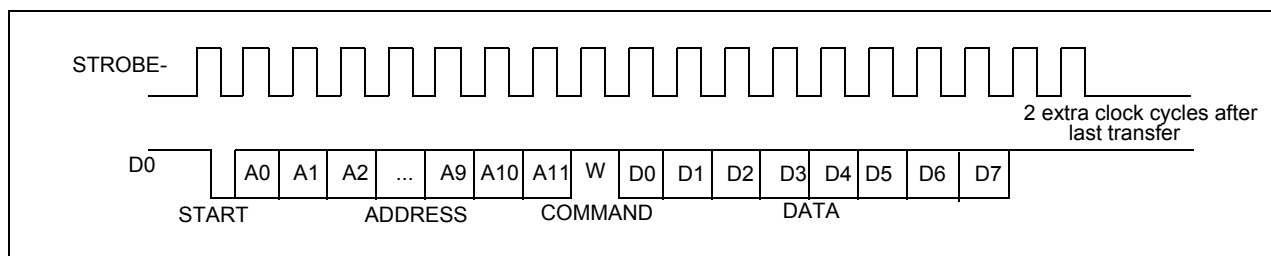 STROBE-
2 extra clock cycles after
last transfer
D0
A0 A1 A2 ... A9 A10 A11 W D0 D1 D2 D3 D4 D5 D6 D7
START ADDRESS COMMAND DATA